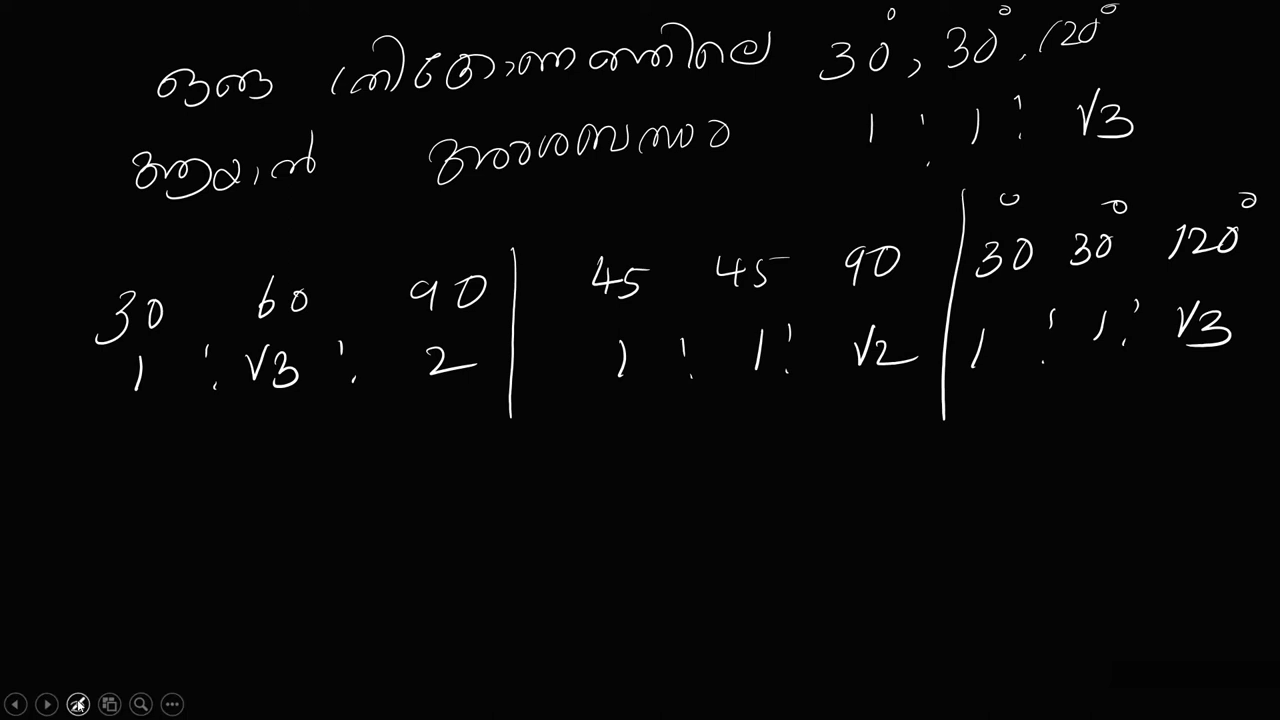 ഒരു ത്രികോണത്തിലെ 30°, 30°, 120°
ആയാൽ 1 : 1 : √3
30 60 90 | 45 45 90 | 30° 30° 120°
1 : √3 : 2 | 1 : 1 : √2 | 1 : 1 : √3